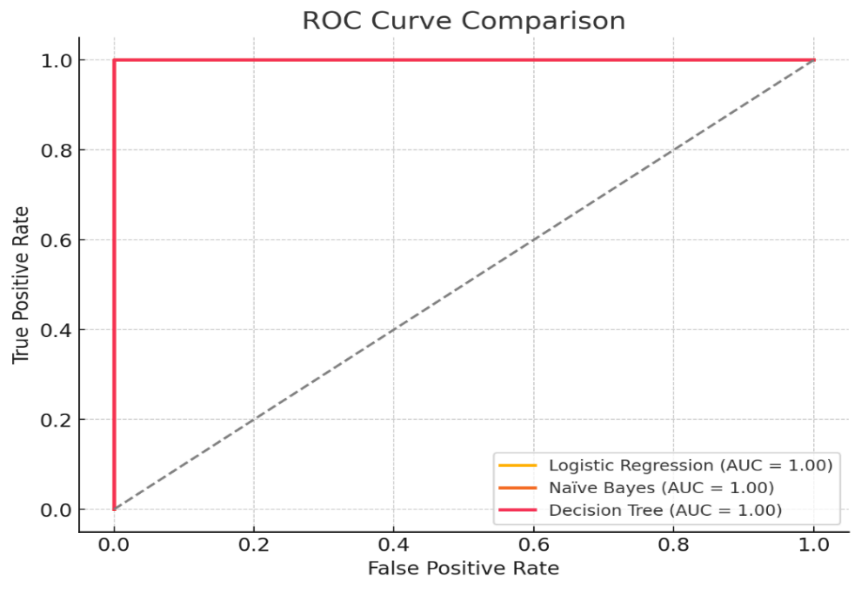 ROC Curve Comparison
True Positive Rate
1.0
0.8
0.6
0.4
0.2
0.0
Logistic Regression (AUC = 1.00)
Naïve Bayes (AUC = 1.00)
Decision Tree (AUC = 1.00)
0.0 0.2 0.4 0.6 0.8 1.0
False Positive Rate